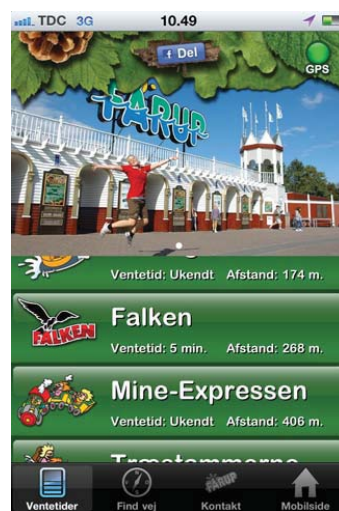 TDC 3G 10.49
f Del
GPS
FÅRUP
Ventetid: Ukendt Afstand: 174 m.
FALKEN
Falken
Ventetid: 5 min. Afstand: 268 m.
Mine-Expressen
Ventetid: Ukendt Afstand: 406 m.
Træstammerne
Ventetider
Find vej
FÅRUP
Kontakt
Mobilside